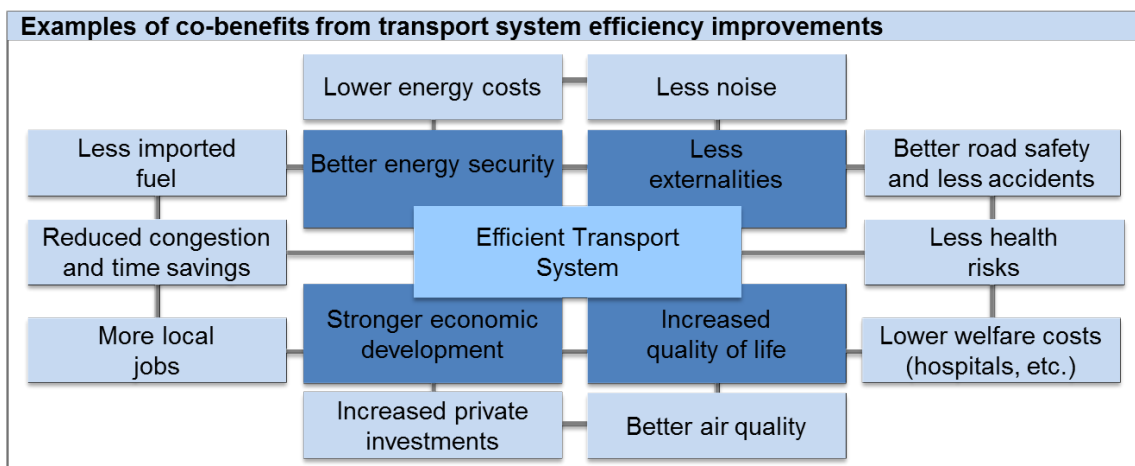 Examples of co-benefits from transport system efficiency improvements
Lower energy costs
Less noise
Less imported
fuel
Better energy security
Less
externalities
Better road safety
and less accidents
Reduced congestion
and time savings
Efficient Transport
System
Less health
risks
More local
jobs
Stronger economic
development
Increased
quality of life
Lower welfare costs
(hospitals, etc.)
Increased private
investments
Better air quality